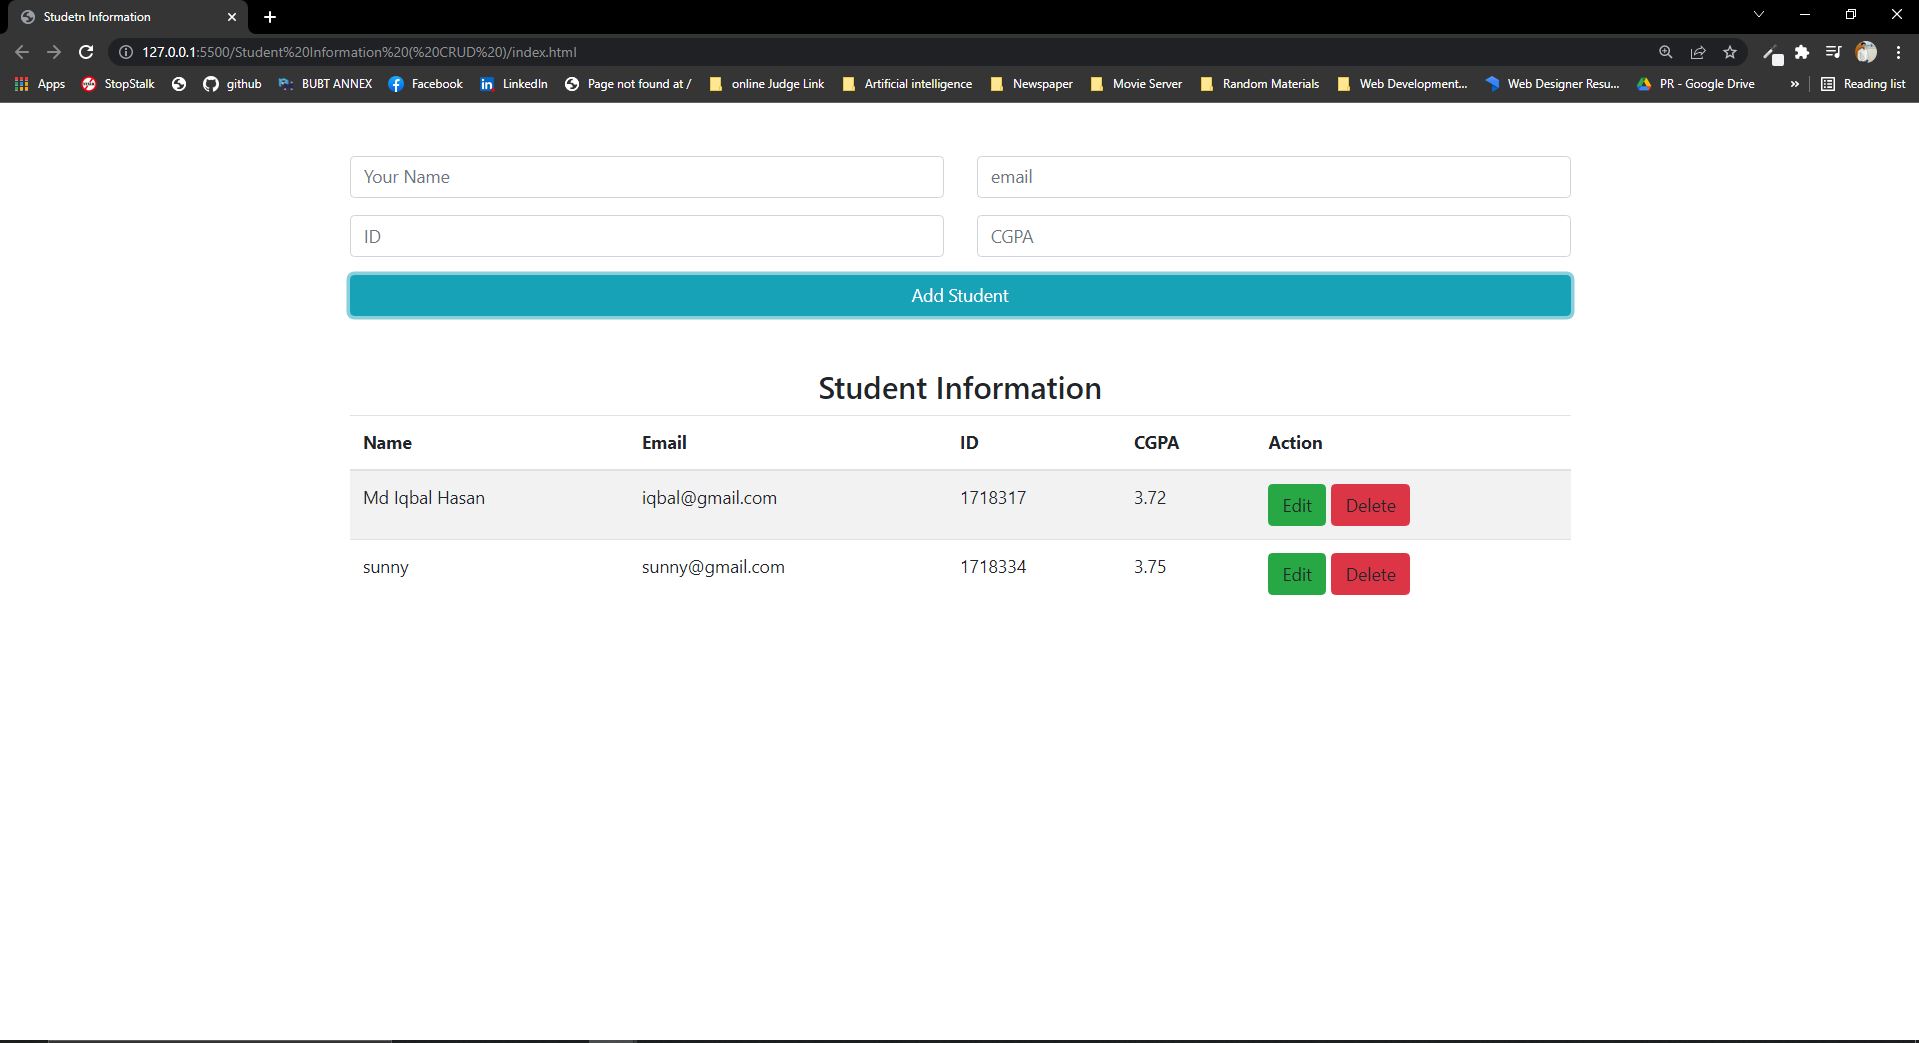 Studetn Information
127.0.0.1:5500/Student%20Information%20(%20CRUD%20)/index.html
Apps StopStalk github BUBT ANNEX Facebook LinkedIn Page not found at / online Judge Link Artificial intelligence Newspaper Movie Server Random Materials Web Development... Web Designer Resu... PR - Google Drive » Reading list
Your Name email
ID CGPA
Add Student
Student Information
Name Email ID CGPA Action
Md Iqbal Hasan iqbal@gmail.com 1718317 3.72 Edit Delete
sunny sunny@gmail.com 1718334 3.75 Edit Delete